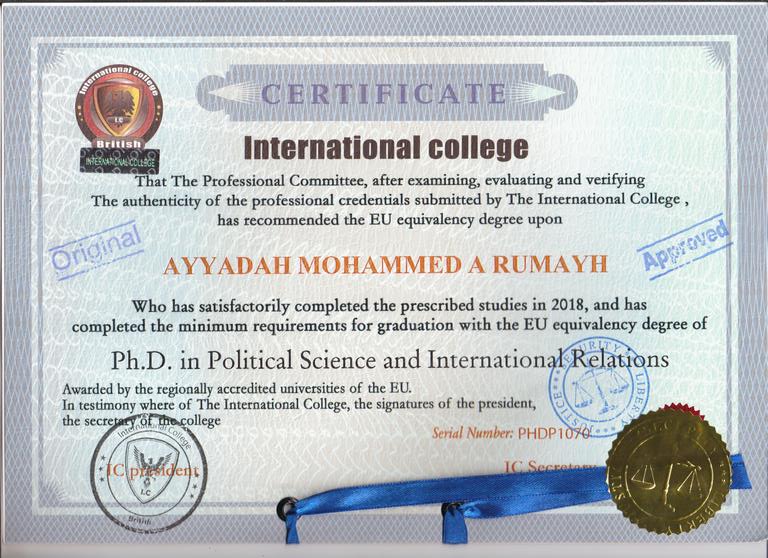 International college
I.C
British
INTERNATIONAL COLLEGE
CERTIFICATE
International college
That The Professional Committee, after examining, evaluating and verifying
The authenticity of the professional credentials submitted by The International College ,
has recommended the EU equivalency degree upon
Original
Approved
AYYADAH MOHAMMED A RUMAYH
Who has satisfactorily completed the prescribed studies in 2018, and has
completed the minimum requirements for graduation with the EU equivalency degree of
Ph.D. in Political Science and International Relations
Awarded by the regionally accredited universities of the EU.
In testimony where of The International College, the signatures of the president,
the secretary of the college
SECURITY LIBERTY JUSTICE
Serial Number: PHDP1070
International College
IC president
I.C
British
IC Secretary